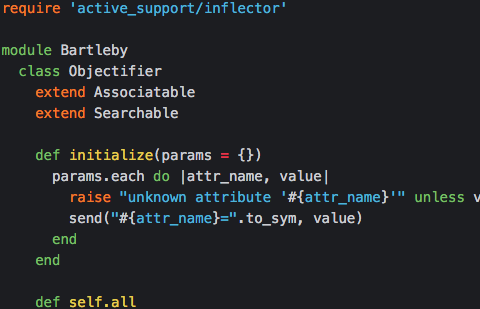 require 'active_support/inflector'
module Bartleby
class Objectifier
extend Associatable
extend Searchable
def initialize(params = {})
params.each do |attr_name, value|
raise "unknown attribute '#{attr_name}'" unless
send("#{attr_name}=".to_sym, value)
end
end
def self.all